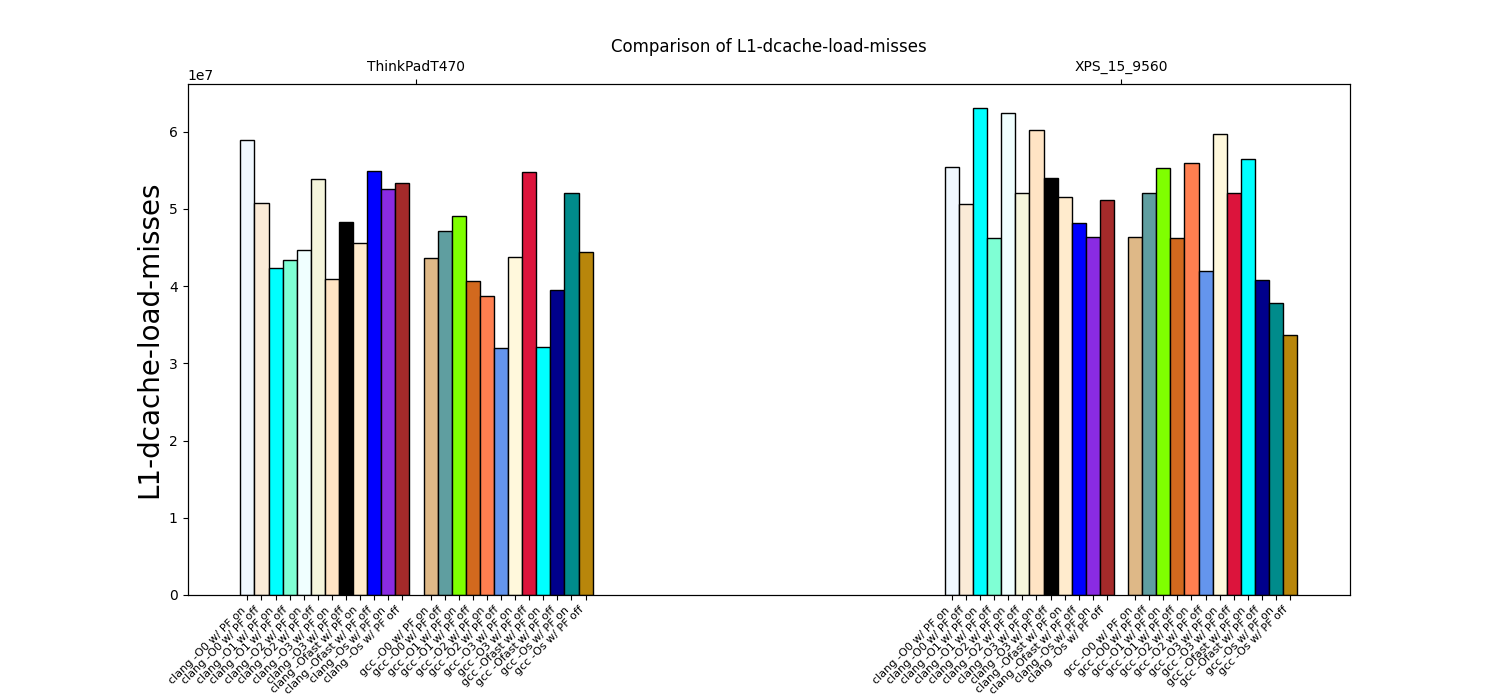 Comparison of L1-dcache-load-misses
ThinkPadT470
XPS_15_9560
1e7
L1-dcache-load-misses
6
5
4
3
2
1
0
clang -O0 w/ PF on
clang -O0 w/ PF off
clang -O1 w/ PF on
clang -O1 w/ PF off
clang -O2 w/ PF on
clang -O2 w/ PF off
clang -O3 w/ PF on
clang -O3 w/ PF off
clang -Ofast w/ PF on
clang -Ofast w/ PF off
clang -Os w/ PF on
clang -Os w/ PF off
gcc -O0 w/ PF on
gcc -O0 w/ PF off
gcc -O1 w/ PF on
gcc -O1 w/ PF off
gcc -O2 w/ PF on
gcc -O2 w/ PF off
gcc -O3 w/ PF on
gcc -O3 w/ PF off
gcc -Ofast w/ PF on
gcc -Ofast w/ PF off
gcc -Os w/ PF on
gcc -Os w/ PF off
clang -O0 w/ PF on
clang -O0 w/ PF off
clang -O1 w/ PF on
clang -O1 w/ PF off
clang -O2 w/ PF on
clang -O2 w/ PF off
clang -O3 w/ PF on
clang -O3 w/ PF off
clang -Ofast w/ PF on
clang -Ofast w/ PF off
clang -Os w/ PF on
clang -Os w/ PF off
gcc -O0 w/ PF on
gcc -O0 w/ PF off
gcc -O1 w/ PF on
gcc -O1 w/ PF off
gcc -O2 w/ PF on
gcc -O2 w/ PF off
gcc -O3 w/ PF on
gcc -O3 w/ PF off
gcc -Ofast w/ PF on
gcc -Ofast w/ PF off
gcc -Os w/ PF on
gcc -Os w/ PF off